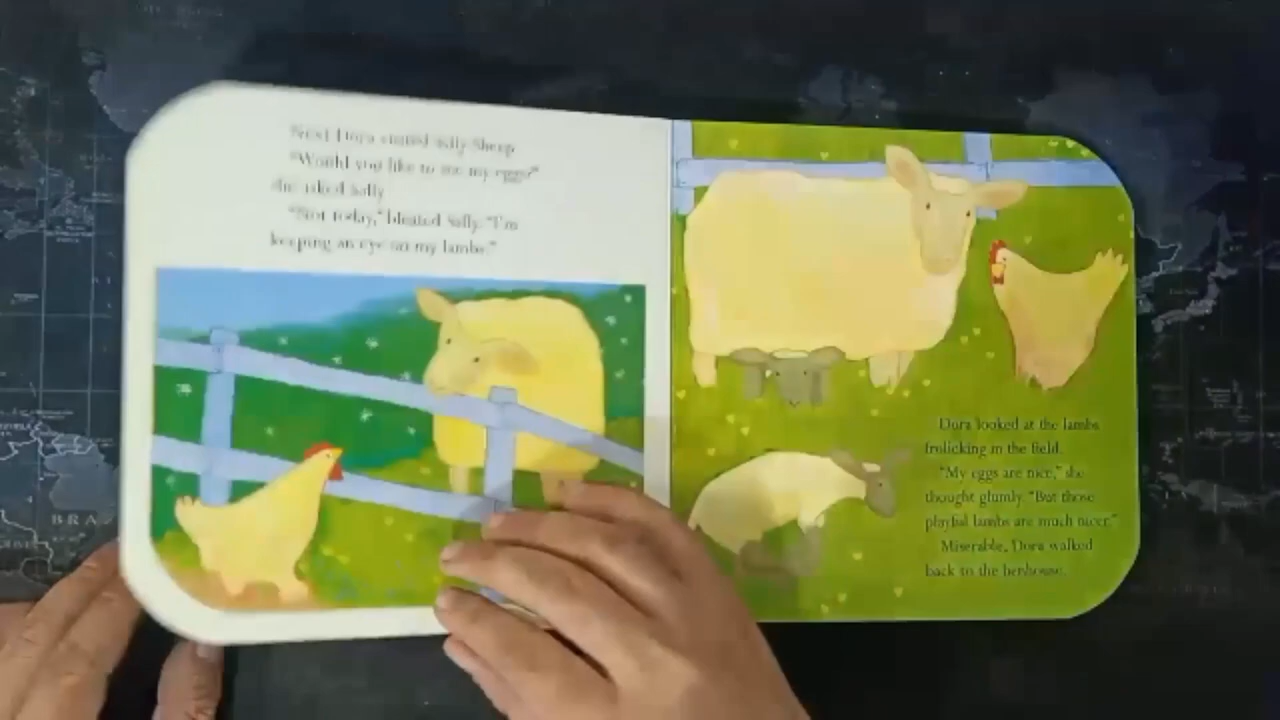 Next Dora visited Sally Sheep
"Would you like to see my eggs?"
she asked Sally
"Not today," bleated Sally. "I'm
keeping an eye on my lambs."
Dora looked at the lambs
frolicking in the field.
"My eggs are nice," she
thought glumly. "But those
playful lambs are much nicer."
Miserable, Dora walked
back to the henhouse.
BRA